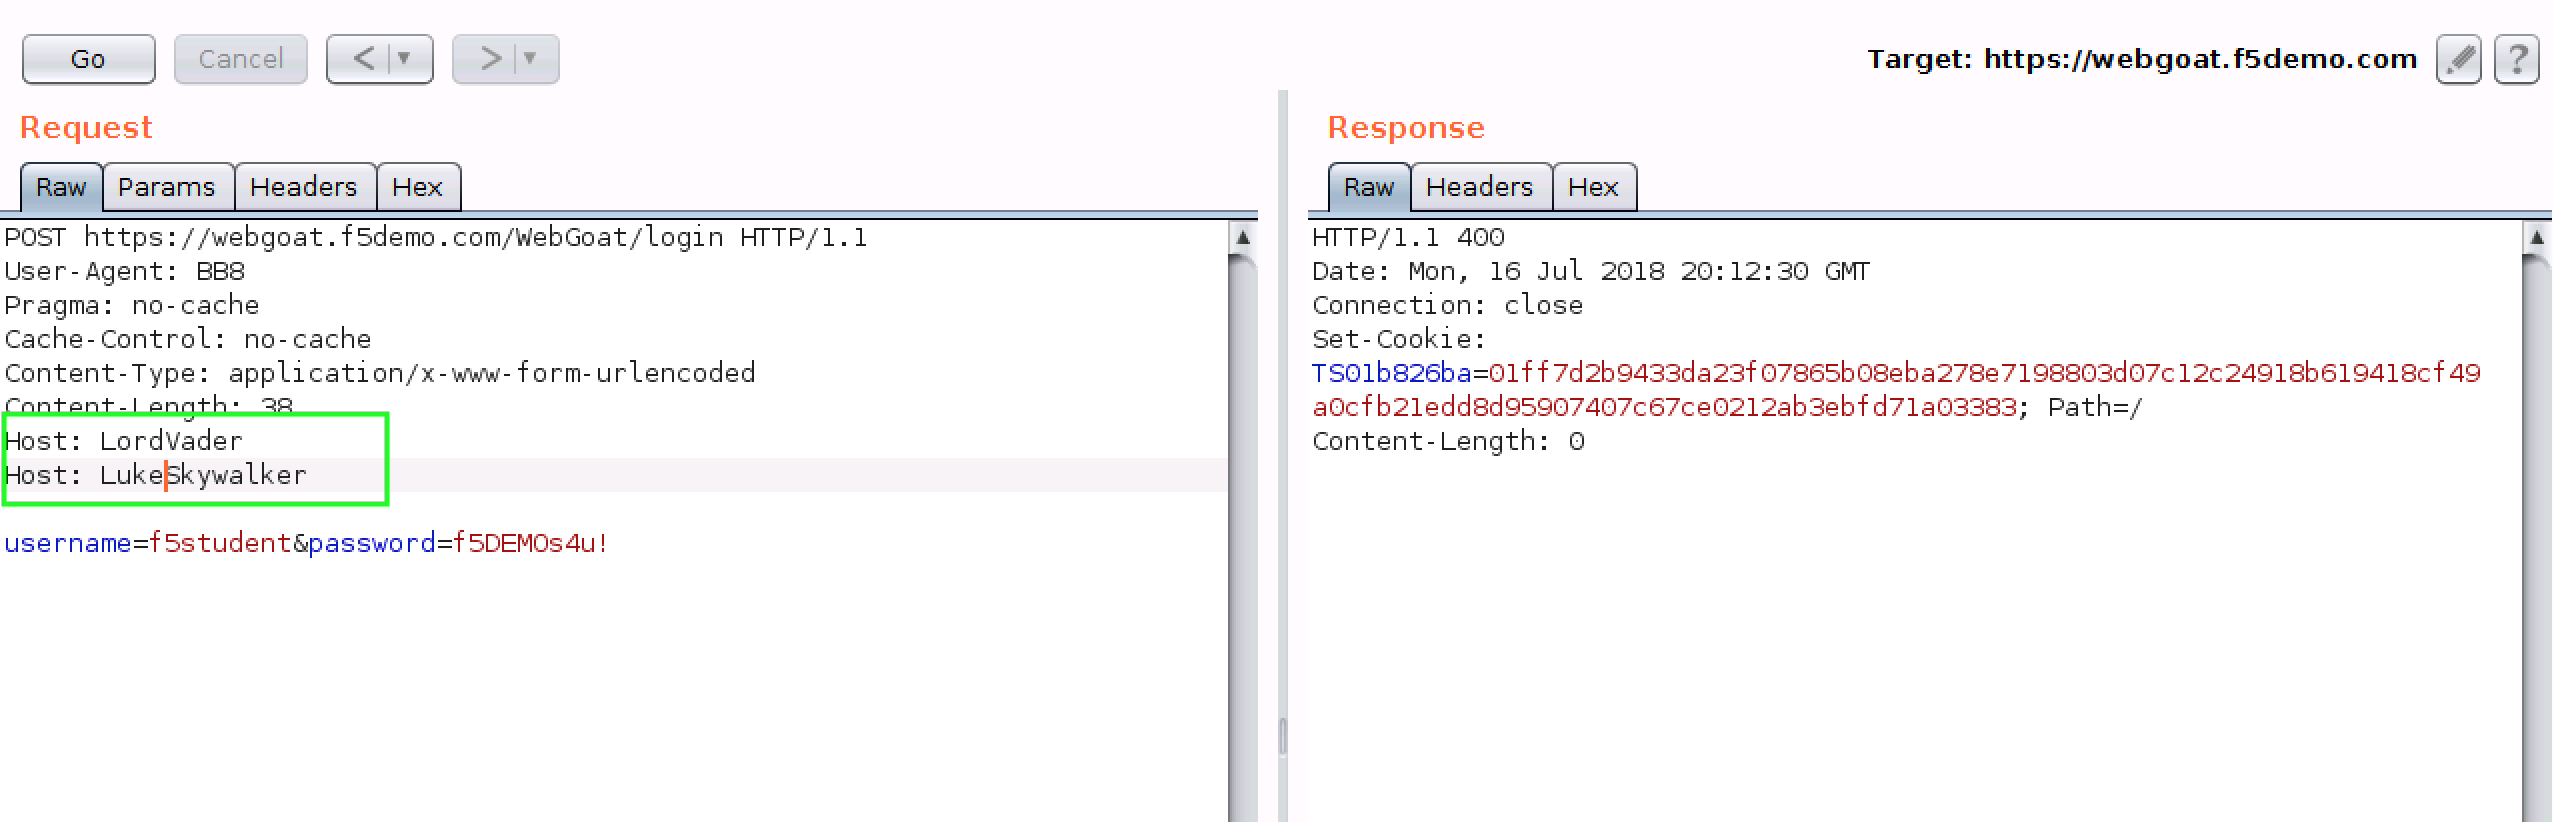 Go Cancel < ▼ > ▼ Target: https://webgoat.f5demo.com ?
Request
Raw Params Headers Hex
POST https://webgoat.f5demo.com/WebGoat/login HTTP/1.1
User-Agent: BB8
Pragma: no-cache
Cache-Control: no-cache
Content-Type: application/x-www-form-urlencoded
Content-Length: 38
Host: LordVader
Host: LukeSkywalker
username=f5student&password=f5DEMOs4u!
Response
Raw Headers Hex
HTTP/1.1 400
Date: Mon, 16 Jul 2018 20:12:30 GMT
Connection: close
Set-Cookie:
TS01b826ba=01ff7d2b9433da23f07865b08eba278e7198803d07c12c24918b619418cf49
a0cfb21edd8d95907407c67ce0212ab3ebfd71a03383; Path=/
Content-Length: 0